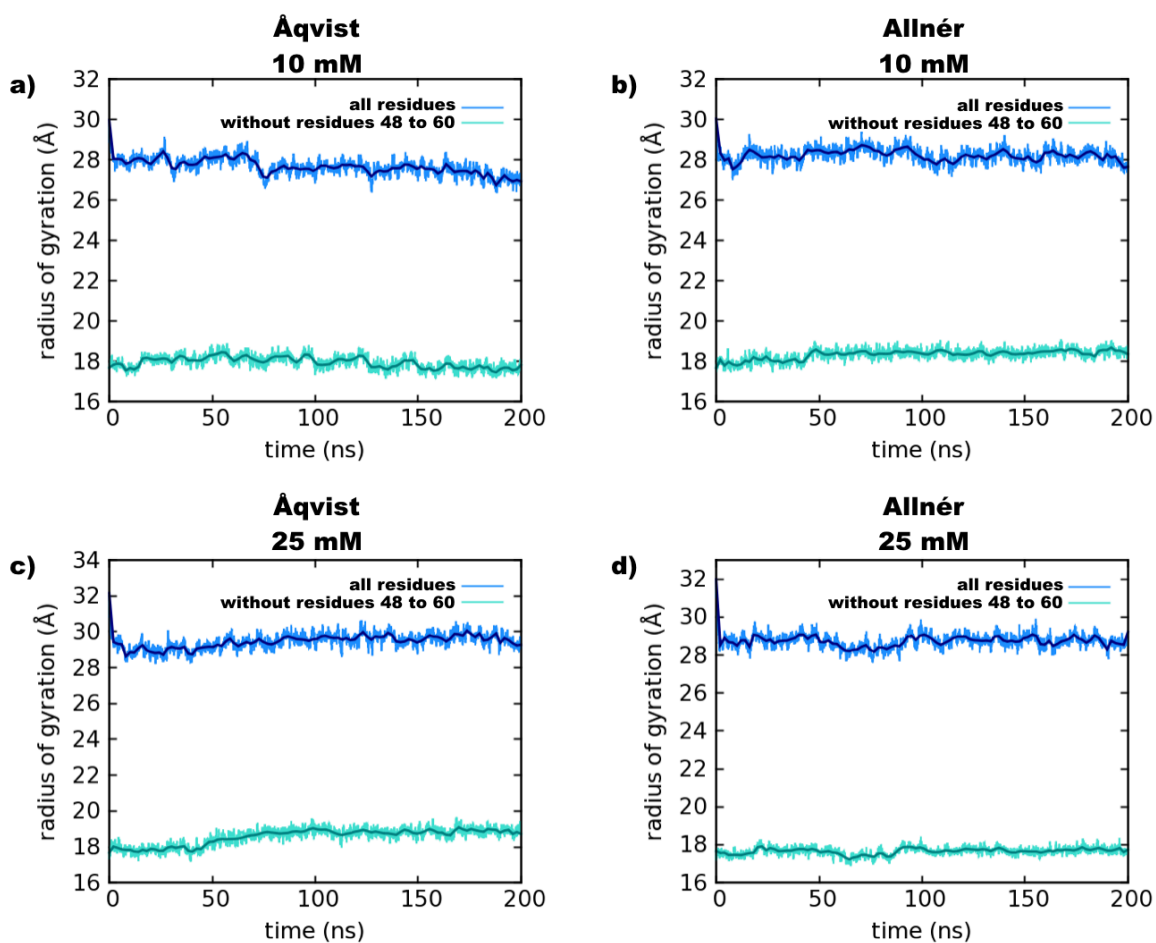 Åqvist
10 mM
a)
32
30
28
26
24
22
20
18
16
radius of gyration (Å)
all residues
without residues 48 to 60
0
50
100
150
200
time (ns)
Allnér
10 mM
b)
32
30
28
26
24
22
20
18
16
radius of gyration (Å)
all residues
without residues 48 to 60
0
50
100
150
200
time (ns)
Åqvist
25 mM
c)
34
32
30
28
26
24
22
20
18
16
radius of gyration (Å)
all residues
without residues 48 to 60
0
50
100
150
200
time (ns)
Allnér
25 mM
d)
32
30
28
26
24
22
20
18
16
radius of gyration (Å)
all residues
without residues 48 to 60
0
50
100
150
200
time (ns)